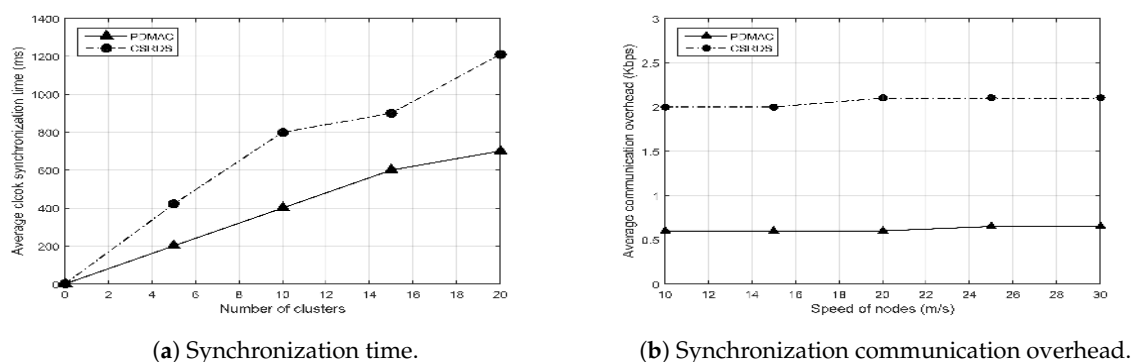 1400
1200
1000
800
600
400
200
0
Average clock synchronization time (ms)
PDMAC
CSRDS
0 2 4 6 8 10 12 14 16 18 20
Number of clusters
(a) Synchronization time.
3
2.5
2
1.5
1
0.5
0
Average communication overhead (Kbps)
PDMAC
CSRDS
10 12 14 16 18 20 22 24 26 28 30
Speed of nodes (m/s)
(b) Synchronization communication overhead.